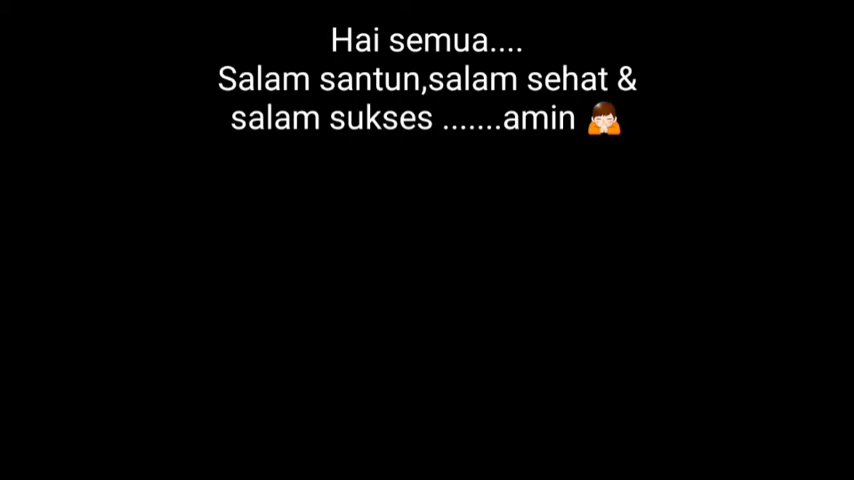 Hai semua....
Salam santun,salam sehat &
salam sukses .......amin 🙏